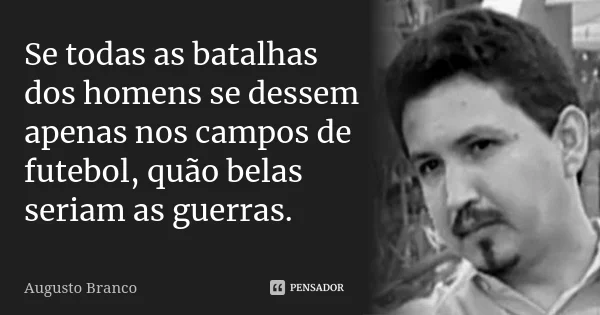 Se todas as batalhas
dos homens se dessem
apenas nos campos de
futebol, quão belas
seriam as guerras.
Augusto Branco
PENSADOR